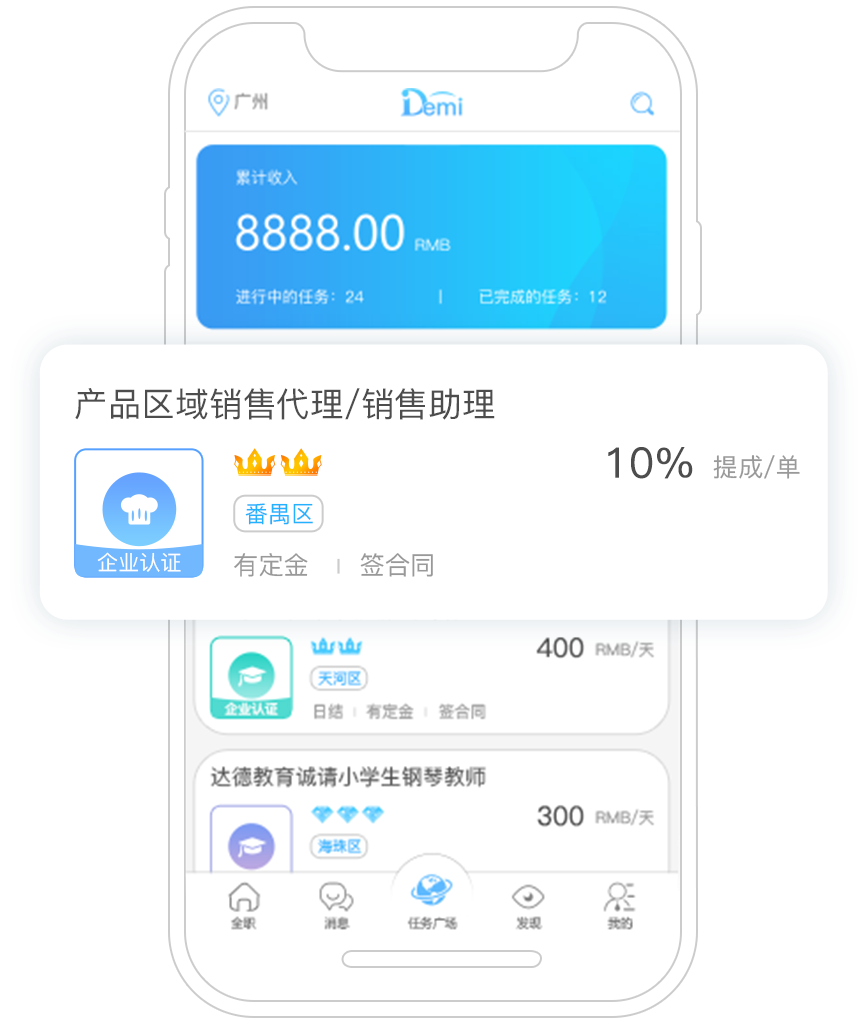 广州
iDemi
累计收入
8888.00 RMB
进行中的任务：24 | 已完成的任务：12
产品区域销售代理/销售助理
10% 提成/单
番禺区
企业认证
有定金 | 签合同
400 RMB/天
天河区
企业认证
日结 | 有定金 | 签合同
达德教育诚请小学生钢琴教师
300 RMB/天
海珠区
全职 消息 任务广场 发现 我的